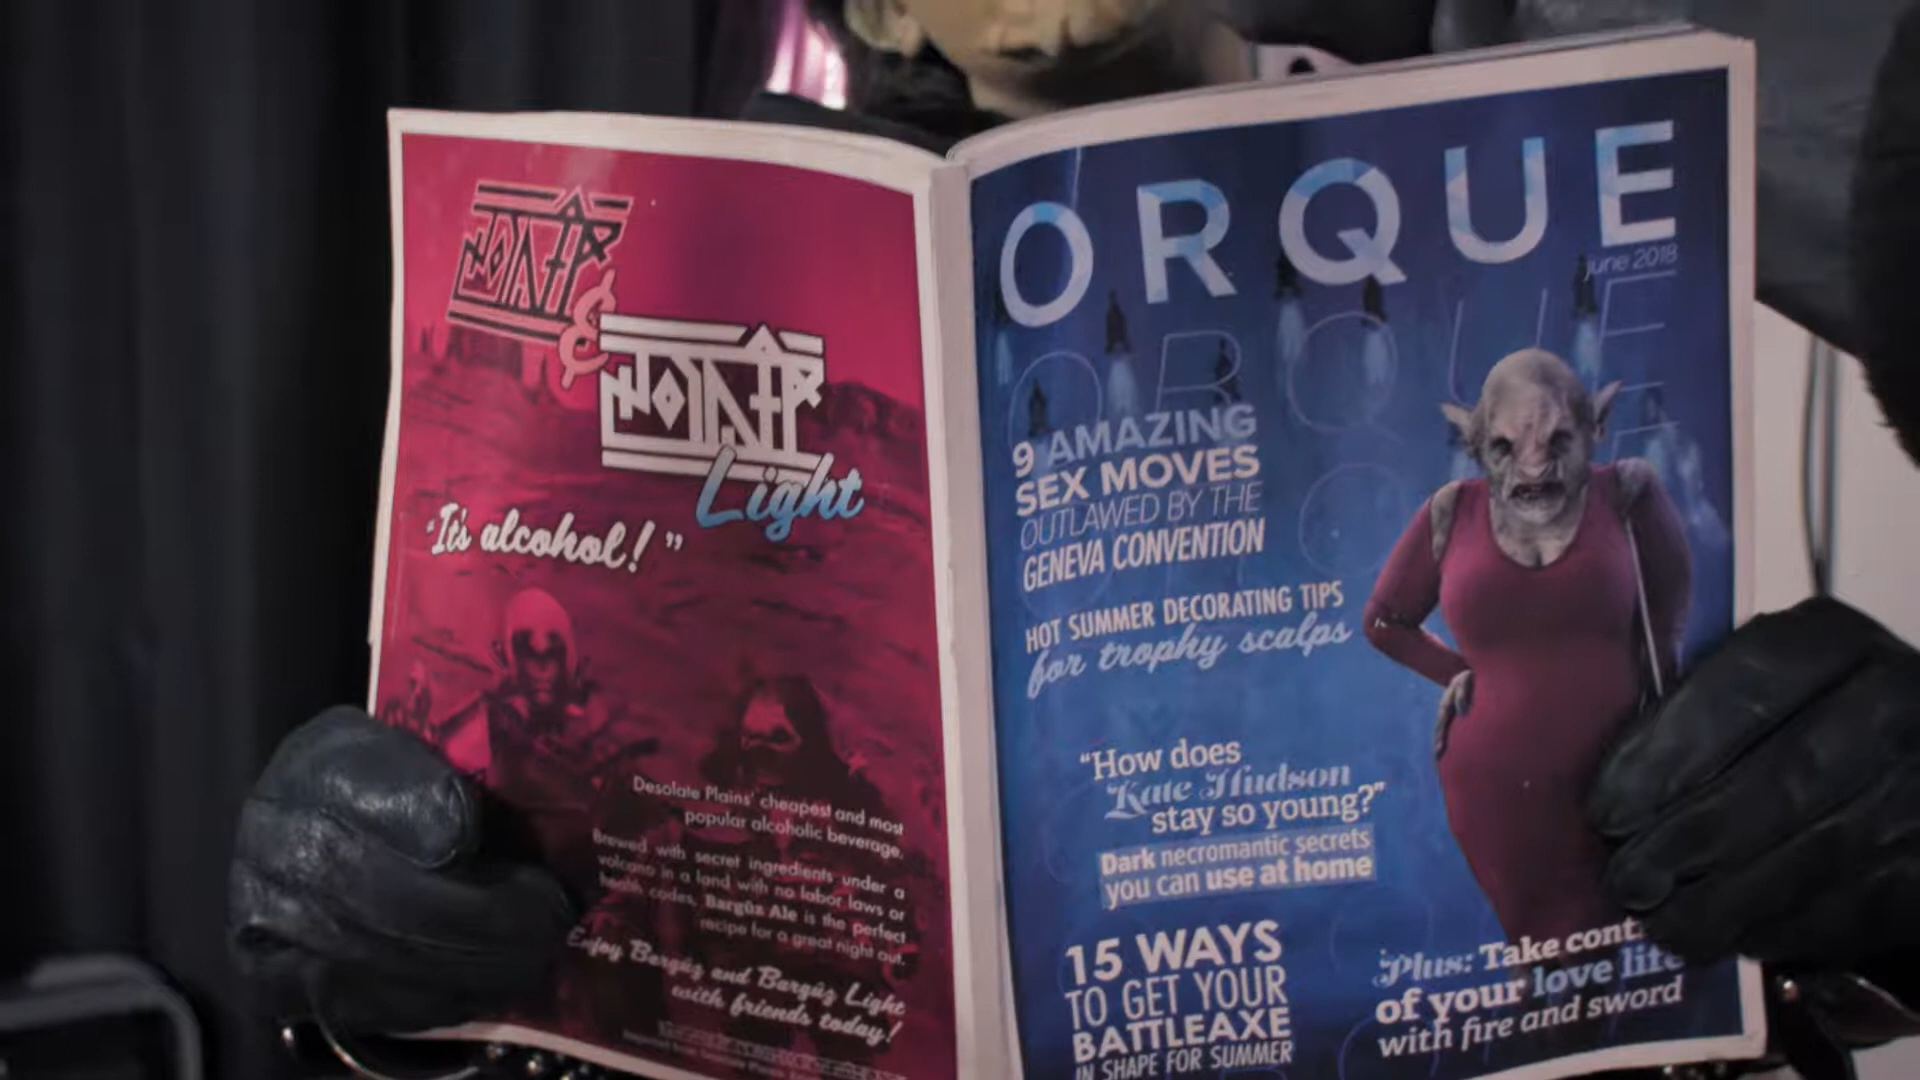 &
Light
"It's alcohol!"
Desolate Plains' cheapest and most
popular alcoholic beverage.
Brewed with secret ingredients under a
volcano in a land with no labor laws or
health codes, Bargüz Ale is the perfect
recipe for a great night out.
Enjoy Bargüz and Bargüz Light
with friends today!
ORQUE
June 2018
ORQUE
9 AMAZING
SEX MOVES
OUTLAWED BY THE
GENEVA CONVENTION
HOT SUMMER DECORATING TIPS
for trophy scalps
"How does
Kate Hudson
stay so young?"
Dark necromantic secrets
you can use at home
15 WAYS
TO GET YOUR
BATTLEAXE
IN SHAPE FOR SUMMER
Plus: Take cont
of your love life
with fire and sword